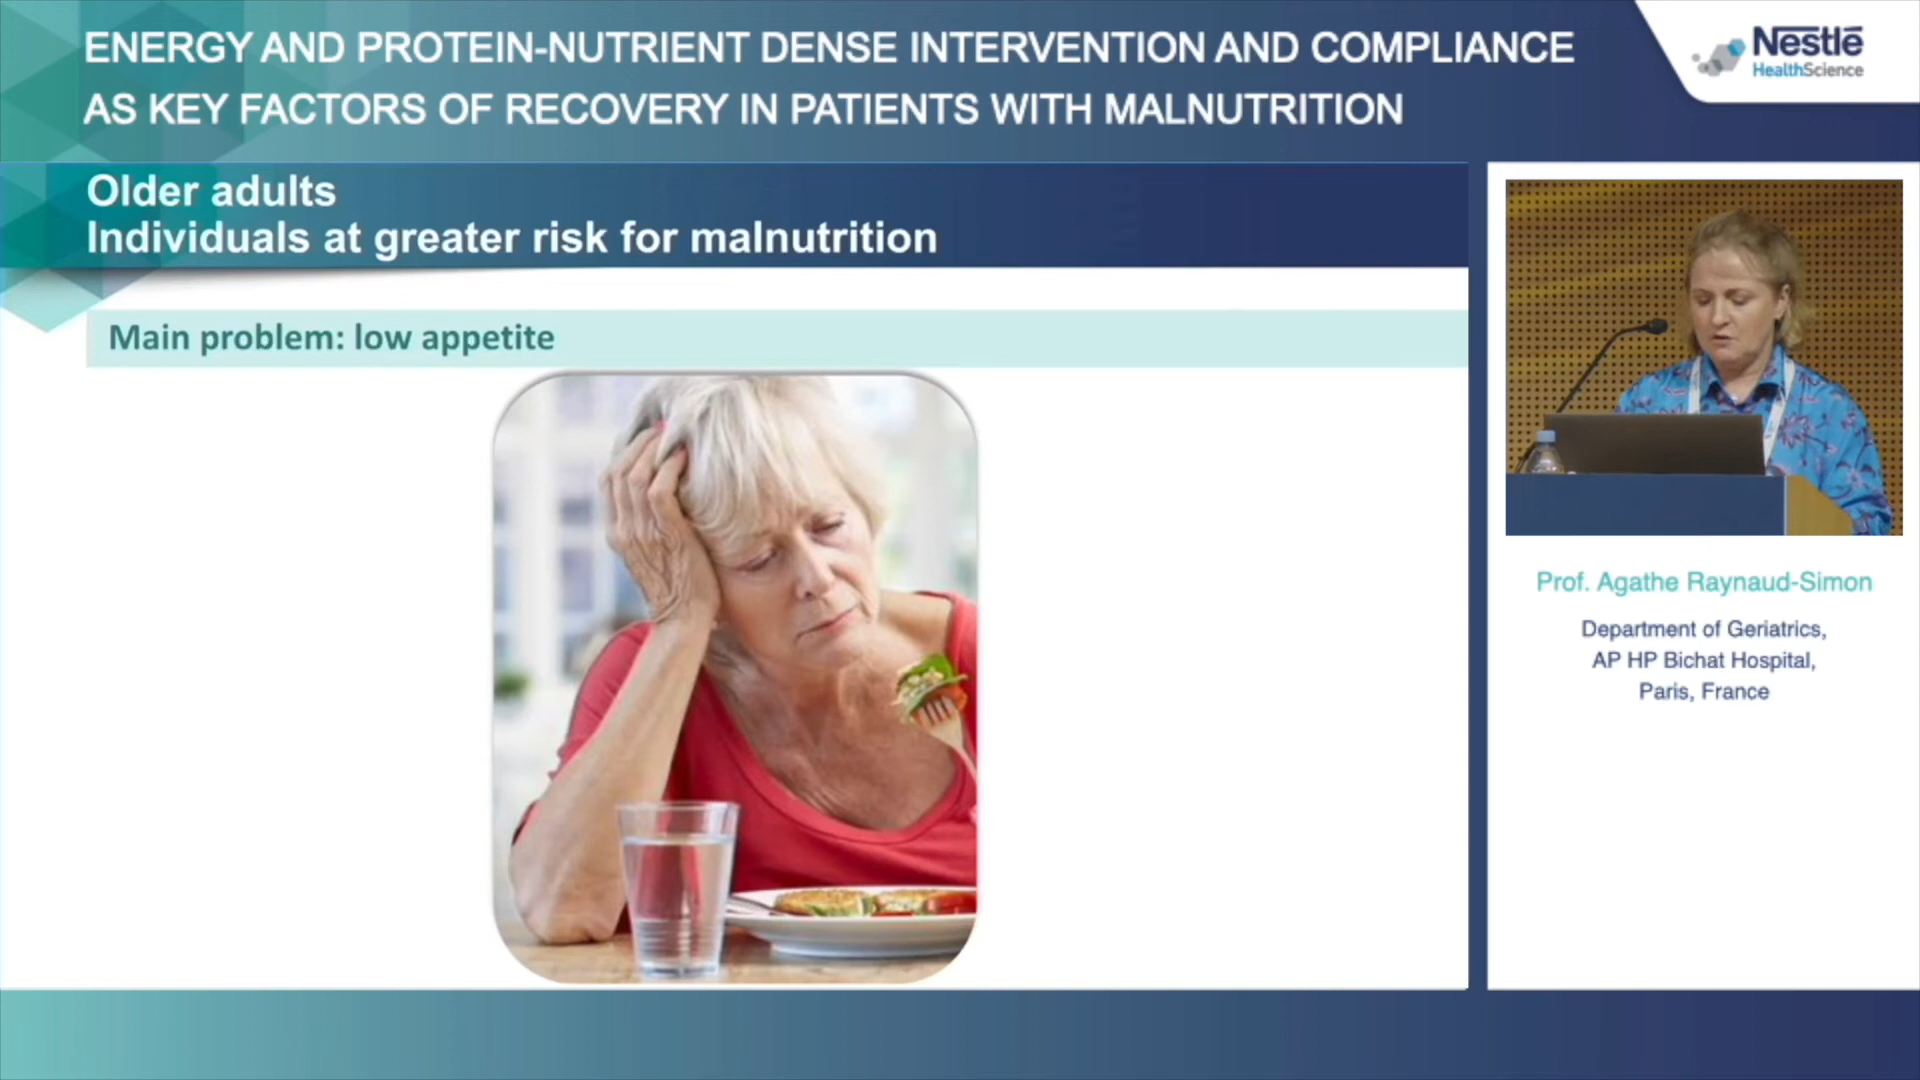 ENERGY AND PROTEIN-NUTRIENT DENSE INTERVENTION AND COMPLIANCE
AS KEY FACTORS OF RECOVERY IN PATIENTS WITH MALNUTRITION
Nestlé
HealthScience
Older adults
Individuals at greater risk for malnutrition
Main problem: low appetite
Prof. Agathe Raynaud-Simon
Department of Geriatrics,
AP HP Bichat Hospital,
Paris, France